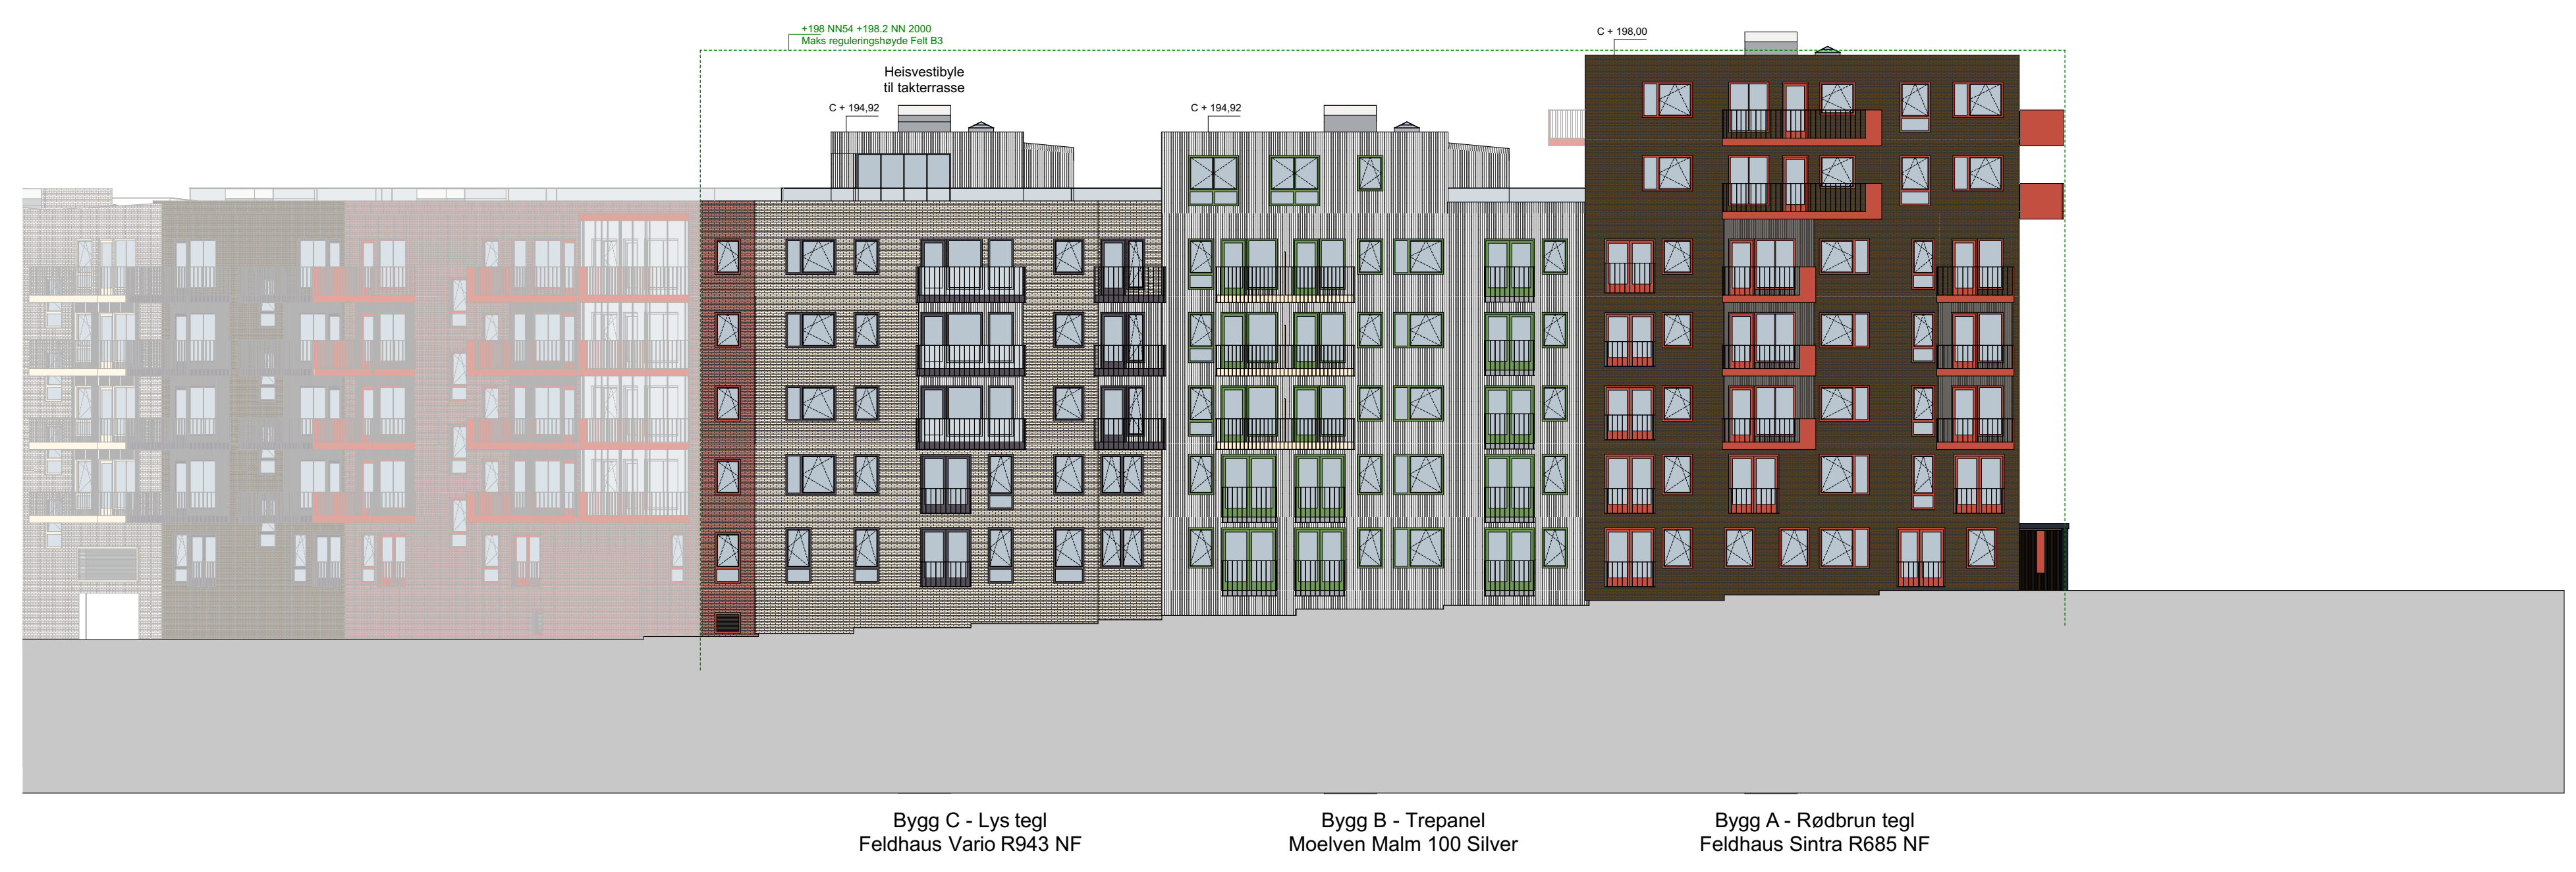 +198 NN54 +198.2 NN 2000
Maks reguleringshøyde Felt B3
C + 198,00
Heisvestibyle
til takterrasse
C + 194,92
C + 194,92
Bygg C - Lys tegl
Feldhaus Vario R943 NF
Bygg B - Trepanel
Moelven Malm 100 Silver
Bygg A - Rødbrun tegl
Feldhaus Sintra R685 NF